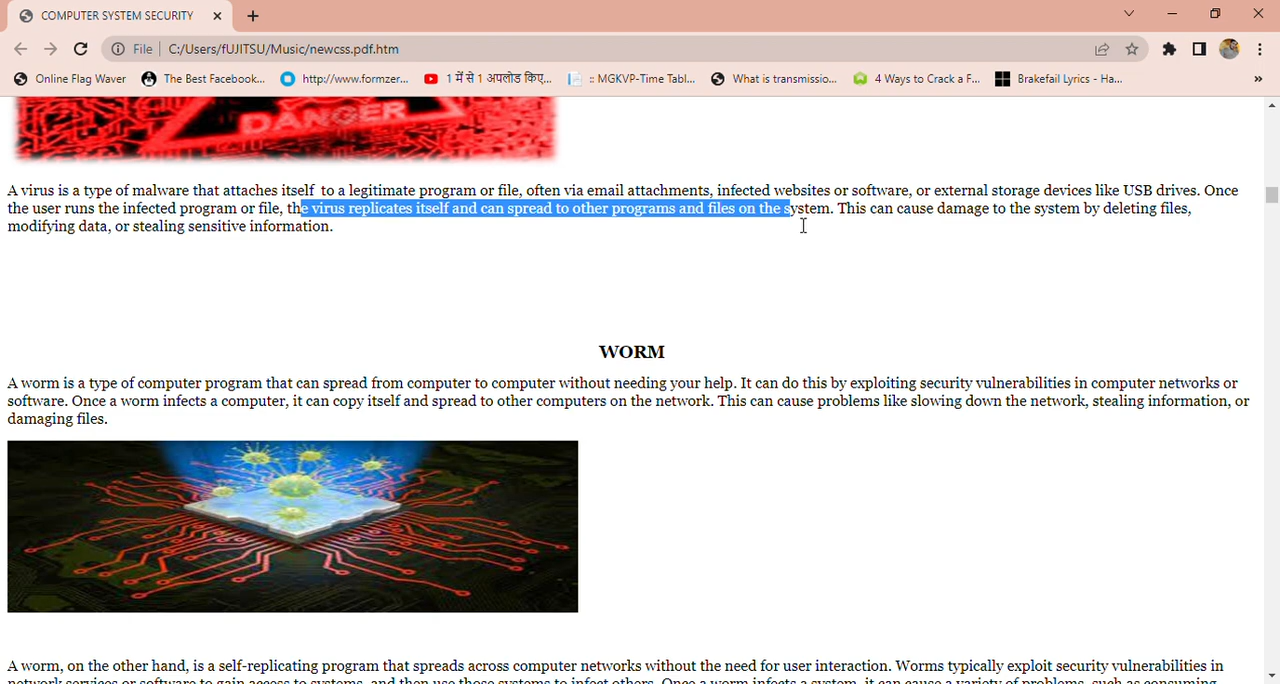 COMPUTER SYSTEM SECURITY
File
C:/Users/fUJITSU/Music/newcss.pdf.htm
Online Flag Waver
The Best Facebook...
http://www.formzer...
1 में से 1 अपलोड किए...
:: MGKVP-Time Tabl...
What is transmissio...
4 Ways to Crack a F...
Brakefail Lyrics - Ha...
»
DANGER
A virus is a type of malware that attaches itself to a legitimate program or file, often via email attachments, infected websites or software, or external storage devices like USB drives. Once
the user runs the infected program or file, the virus replicates itself and can spread to other programs and files on the system. This can cause damage to the system by deleting files,
modifying data, or stealing sensitive information.
WORM
A worm is a type of computer program that can spread from computer to computer without needing your help. It can do this by exploiting security vulnerabilities in computer networks or
software. Once a worm infects a computer, it can copy itself and spread to other computers on the network. This can cause problems like slowing down the network, stealing information, or
damaging files.
A worm, on the other hand, is a self-replicating program that spreads across computer networks without the need for user interaction. Worms typically exploit security vulnerabilities in
network services or software to gain access to systems, and then use those systems to infect others. Once a worm infects a system, it can cause a variety of problems, such as consuming